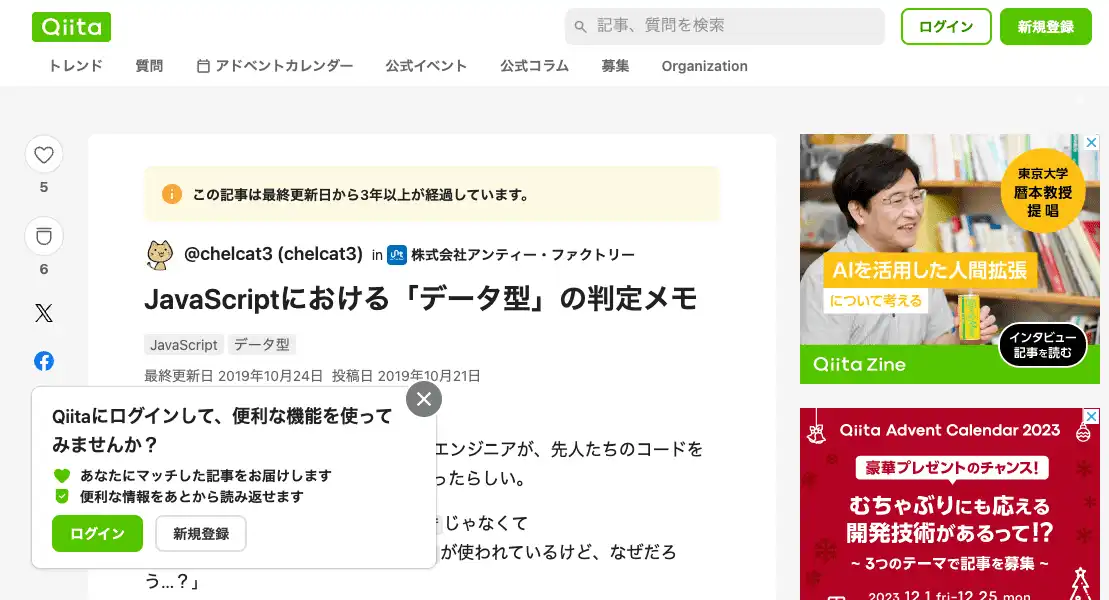 Qiita
記事、質問を検索
ログイン
新規登録
トレンド
質問
アドベントカレンダー
公式イベント
公式コラム
募集
Organization
5
6
この記事は最終更新日から3年以上が経過しています。
@chelcat3 (chelcat3) in 株式会社アンティー・ファクトリー
JavaScriptにおける「データ型」の判定メモ
JavaScript
データ型
最終更新日 2019年10月24日 投稿日 2019年10月21日
エンジニアが、先人たちのコードを
ったらしい。
じゃなくて
が使われているけど、なぜだろ
う…？」
Qiitaにログインして、便利な機能を使って
みませんか？
あなたにマッチした記事をお届けします
便利な情報をあとから読み返せます
ログイン
新規登録
東京大学
暦本教授
提唱
AIを活用した人間拡張
について考える
インタビュー
記事を読む
Qiita Zine
Qiita Advent Calendar 2023
豪華プレゼントのチャンス!
むちゃぶりにも応える
開発技術があるって!?
~ 3つのテーマで記事を募集 ~
2023 12.1 fri-12.25 mon